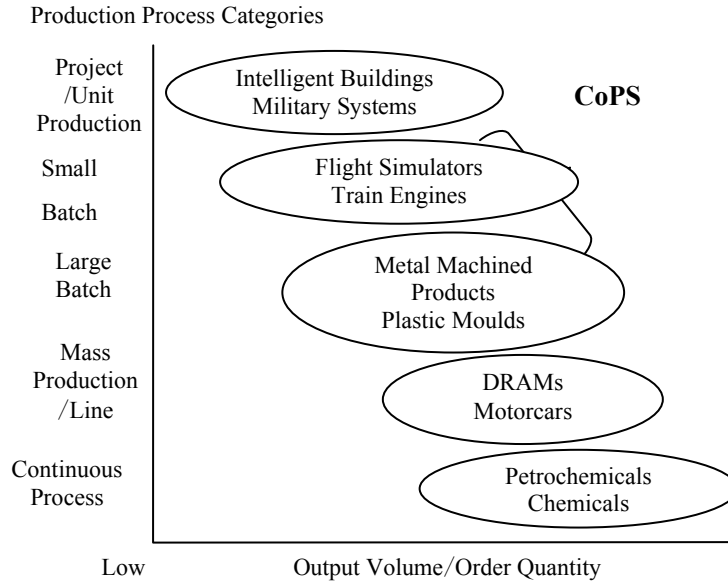 Production Process Categories
Project
/Unit
Production
Intelligent Buildings
Military Systems
CoPS
Small
Batch
Flight Simulators
Train Engines
Large
Batch
Metal Machined
Products
Plastic Moulds
Mass
Production
/Line
DRAMs
Motorcars
Continuous
Process
Petrochemicals
Chemicals
Low
Output Volume/Order Quantity